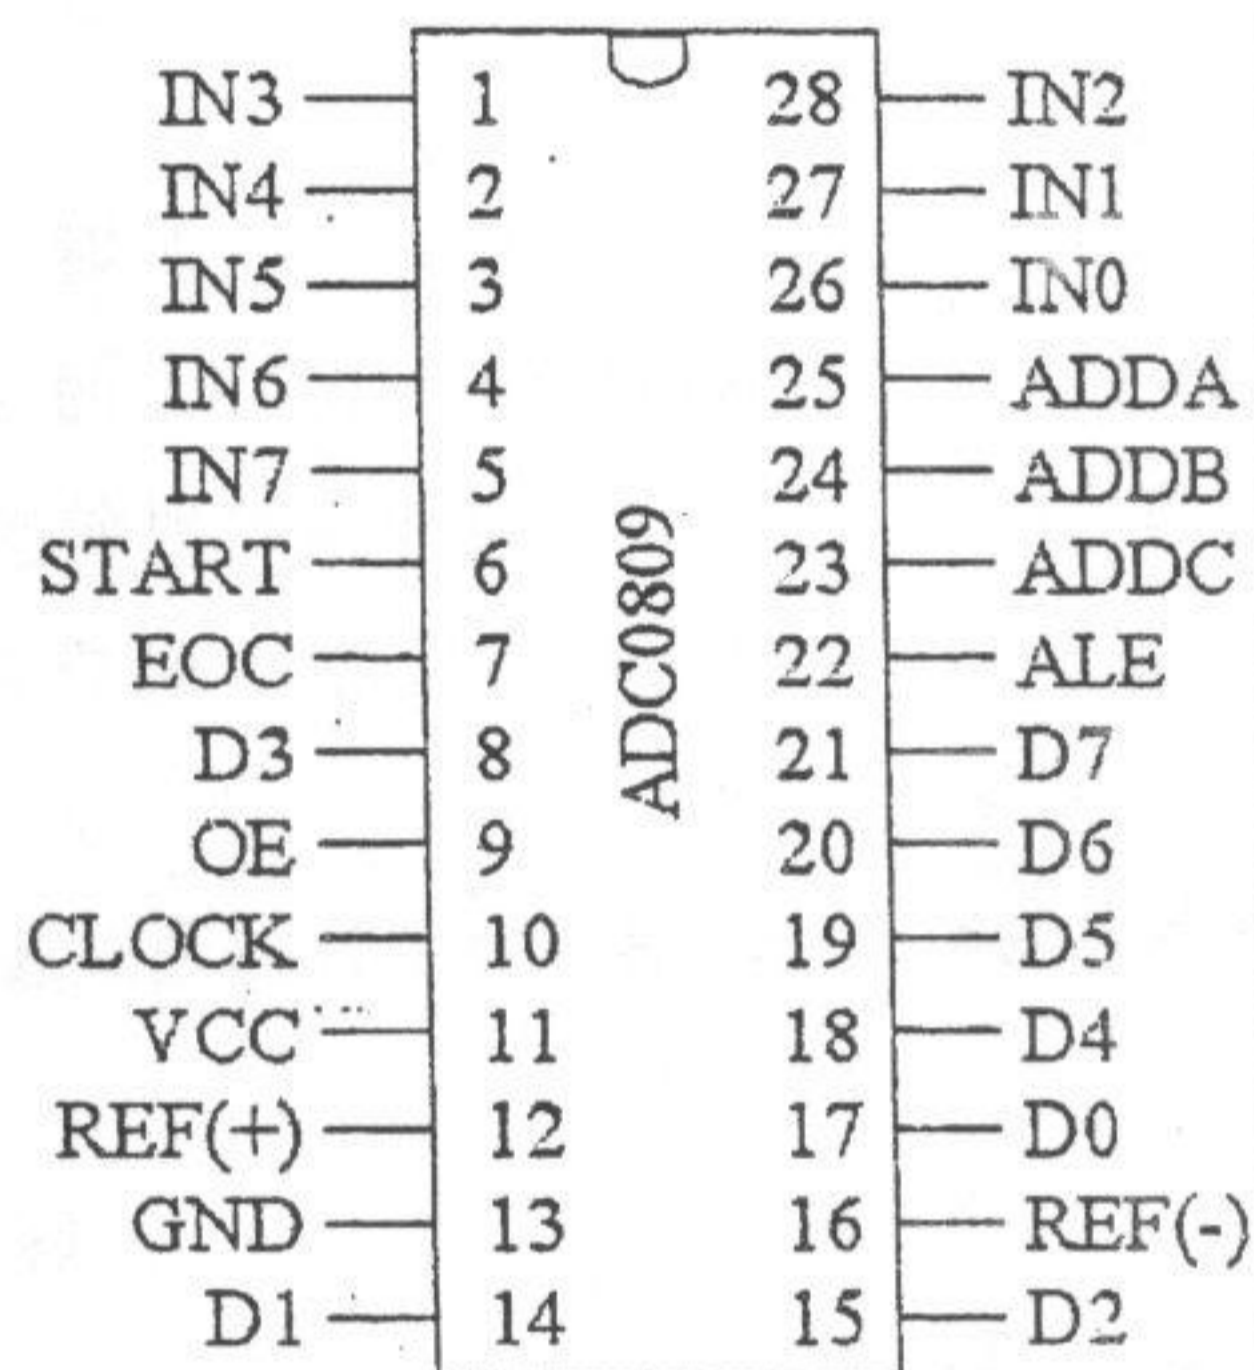 IN3 1 28 IN2
IN4 2 27 IN1
IN5 3 26 IN0
IN6 4 25 ADDA
IN7 5 24 ADDB
START 6 23 ADDC
EOC 7 22 ALE
D3 8 21 D7
OE 9 20 D6
CLOCK 10 19 D5
VCC 11 18 D4
REF(+) 12 17 D0
GND 13 16 REF(-)
D1 14 15 D2
ADC0809